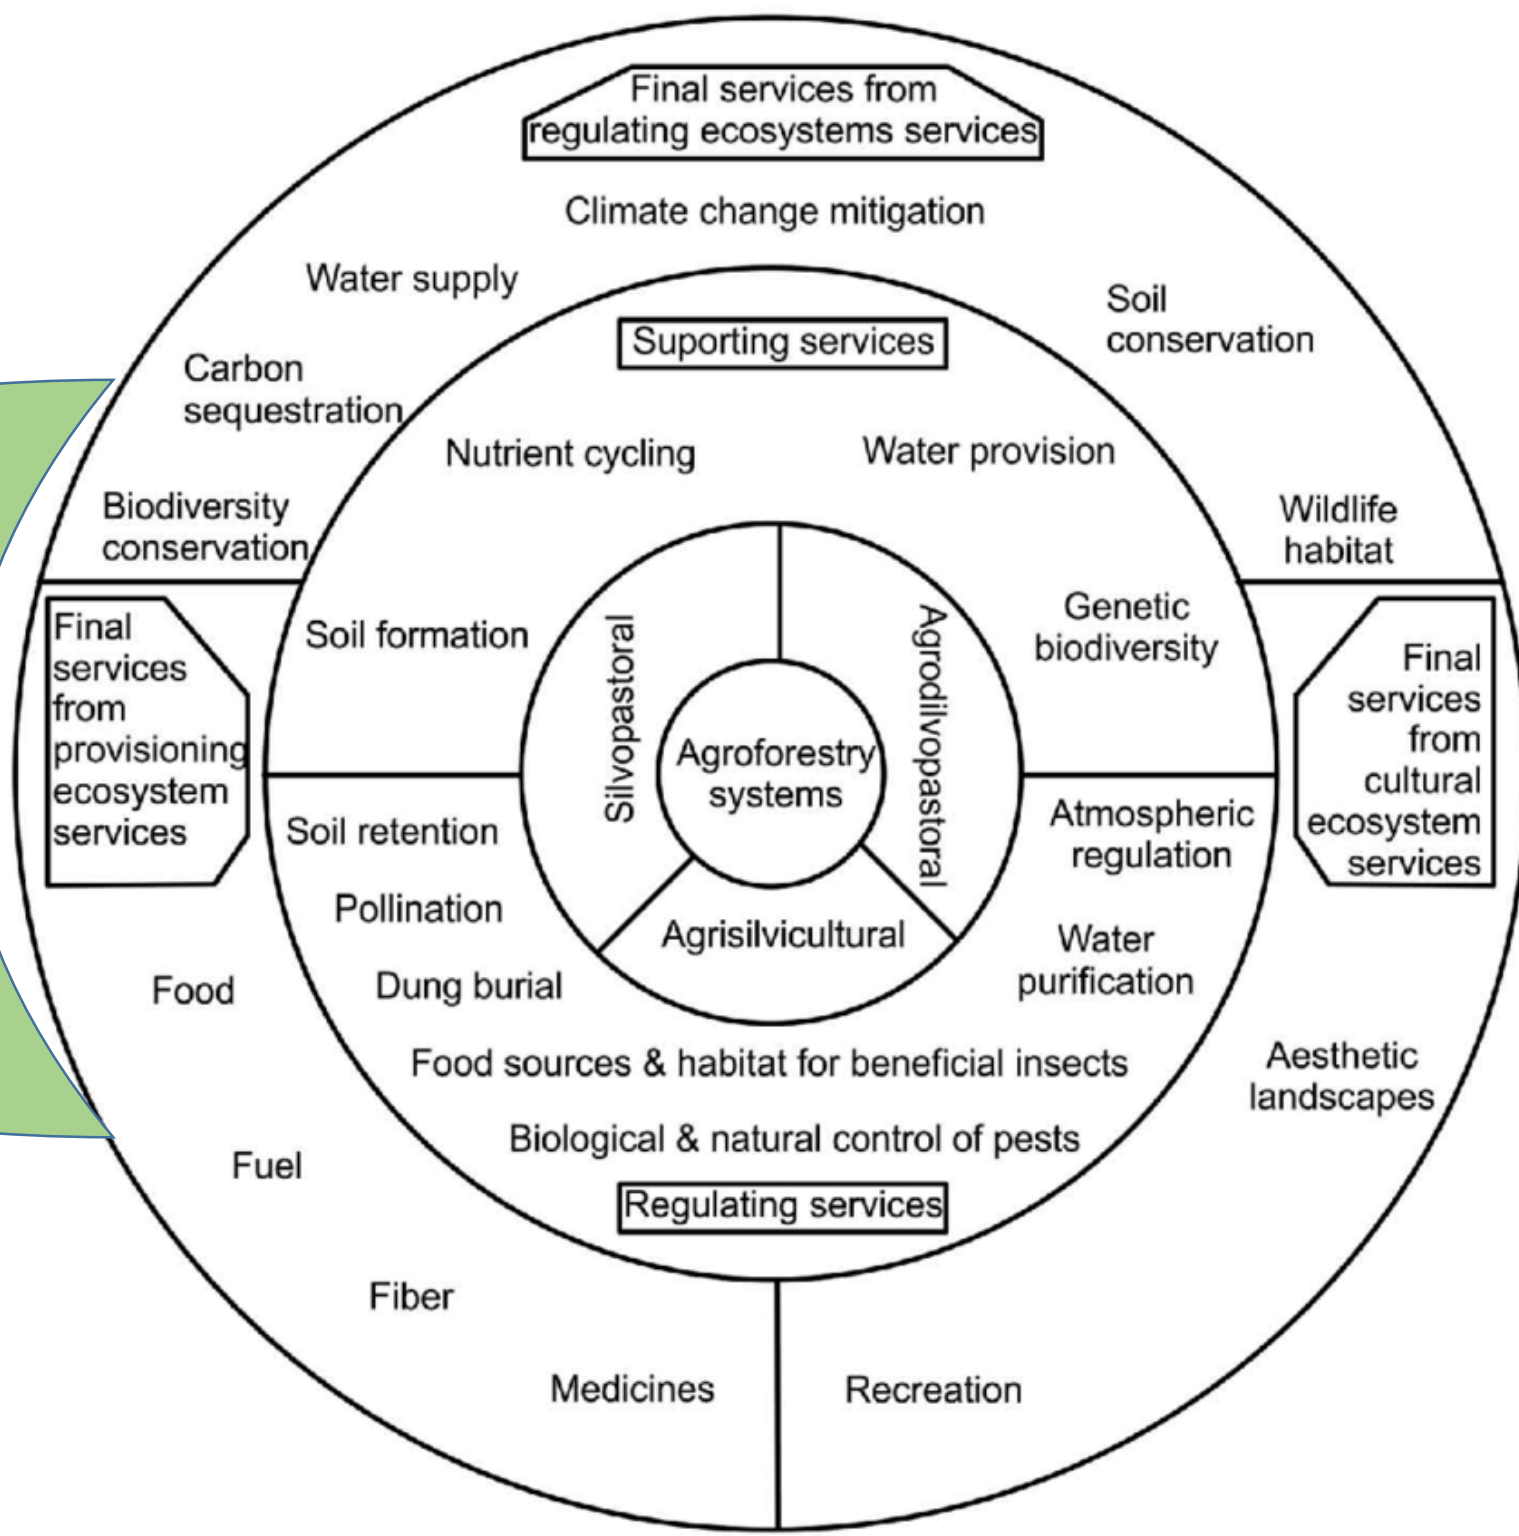 Final services from
regulating ecosystems services
Climate change mitigation
Water supply
Soil
conservation
Carbon
sequestration
Biodiversity
conservation
Wildlife
habitat
Suporting services
Nutrient cycling
Water provision
Soil formation
Genetic
biodiversity
Silvopastoral
Agrodilvopastoral
Agroforestry
systems
Agrisilvicultural
Final
services
from
provisioning
ecosystem
services
Final
services
from
cultural
ecosystem
services
Soil retention
Atmospheric
regulation
Pollination
Water
purification
Dung burial
Food sources & habitat for beneficial insects
Biological & natural control of pests
Regulating services
Food
Fuel
Fiber
Medicines
Aesthetic
landscapes
Recreation